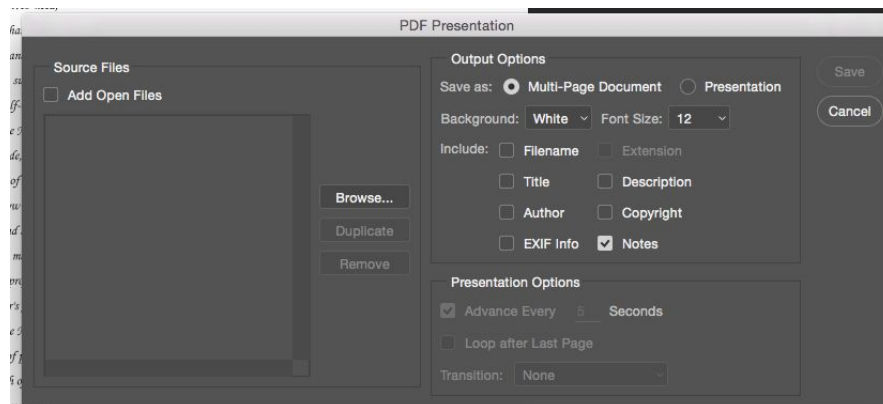 PDF Presentation
Source Files
Add Open Files
Browse...
Duplicate
Remove
Output Options
Save as: Multi-Page Document Presentation
Background: White Font Size: 12
Include: Filename Extension
Title Description
Author Copyright
EXIF Info Notes
Presentation Options
Advance Every 5 Seconds
Loop after Last Page
Transition: None
Save
Cancel